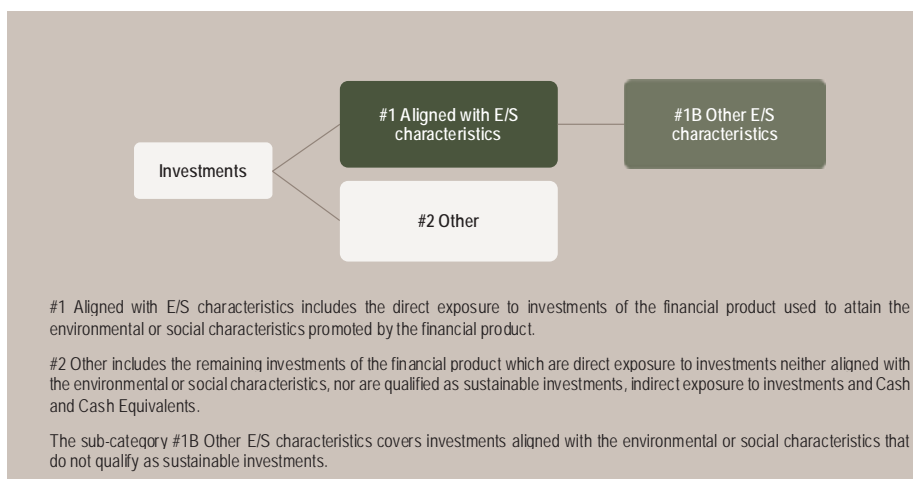 #1 Aligned with E/S
characteristics
#1B Other E/S
characteristics
Investments
#2 Other
#1 Aligned with E/S characteristics includes the direct exposure to investments of the financial product used to attain the
environmental or social characteristics promoted by the financial product.
#2 Other includes the remaining investments of the financial product which are direct exposure to investments neither aligned with
the environmental or social characteristics, nor are qualified as sustainable investments, indirect exposure to investments and Cash
and Cash Equivalents.
The sub-category #1B Other E/S characteristics covers investments aligned with the environmental or social characteristics that
do not qualify as sustainable investments.